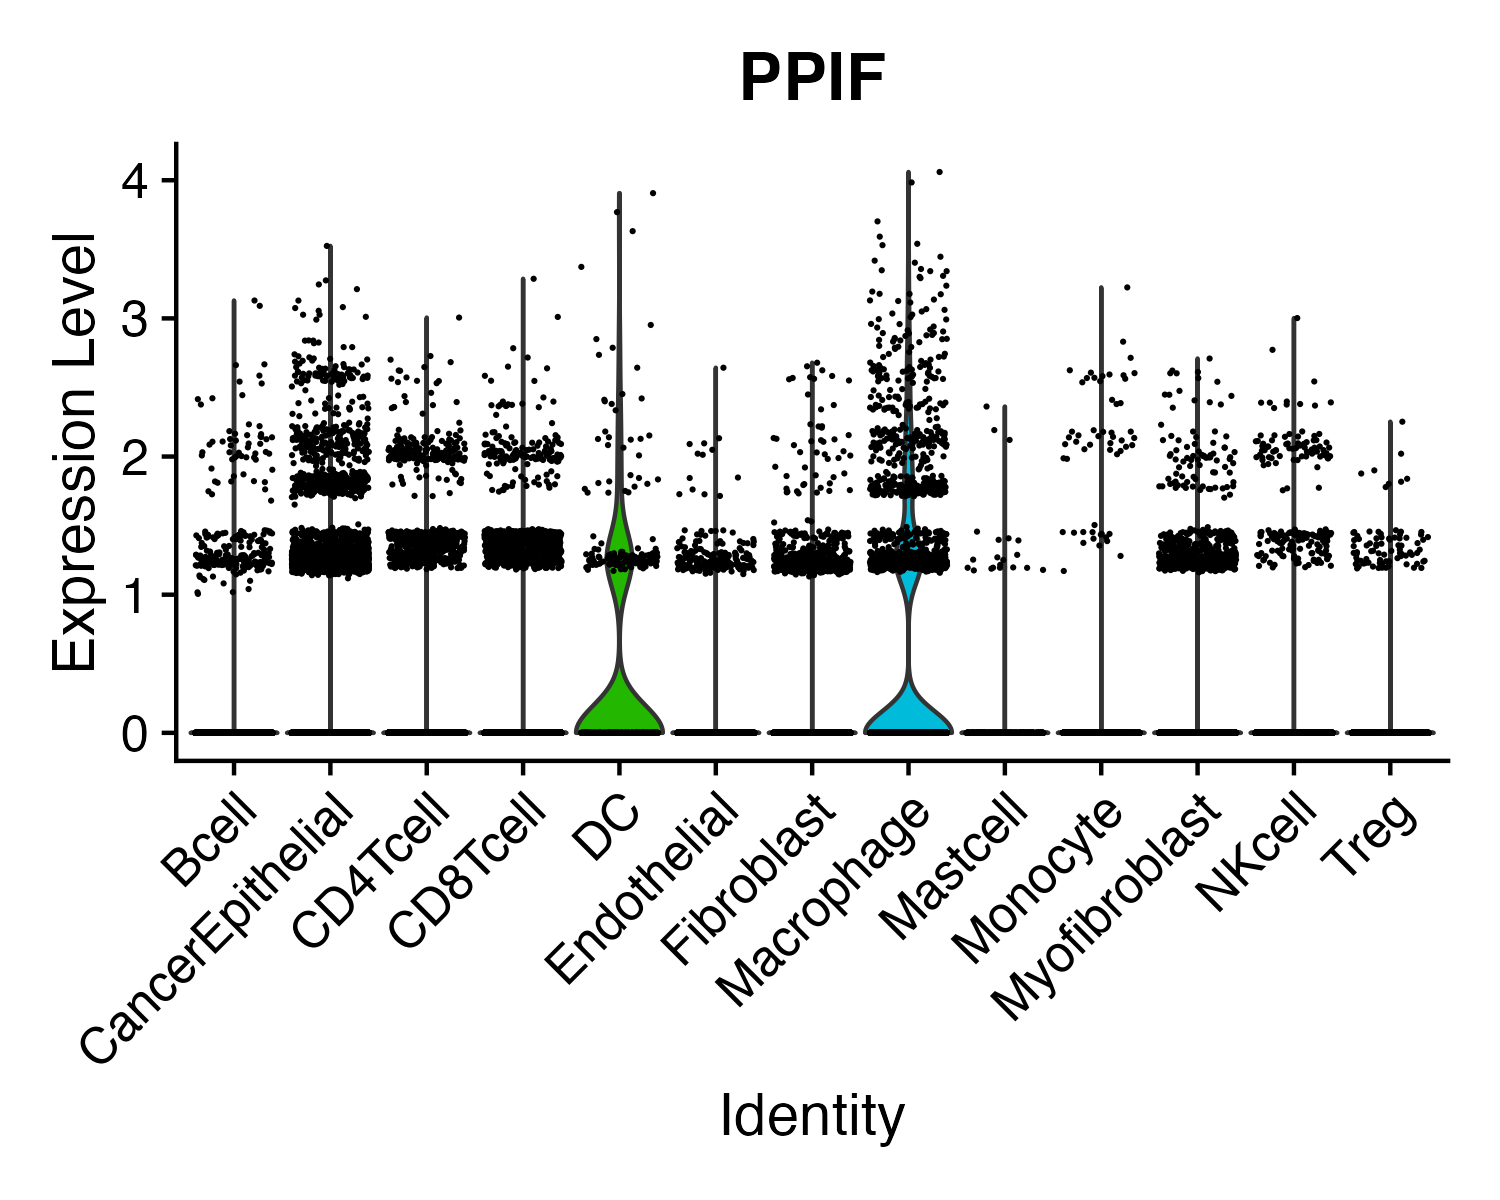 PPIF
Expression Level
4
3
2
1
0
Bcell
CancerEpithelial
CD4Tcell
CD8Tcell
DC
Endothelial
Fibroblast
Macrophage
Mastcell
Monocyte
Myofibroblast
NKcell
Treg
Identity